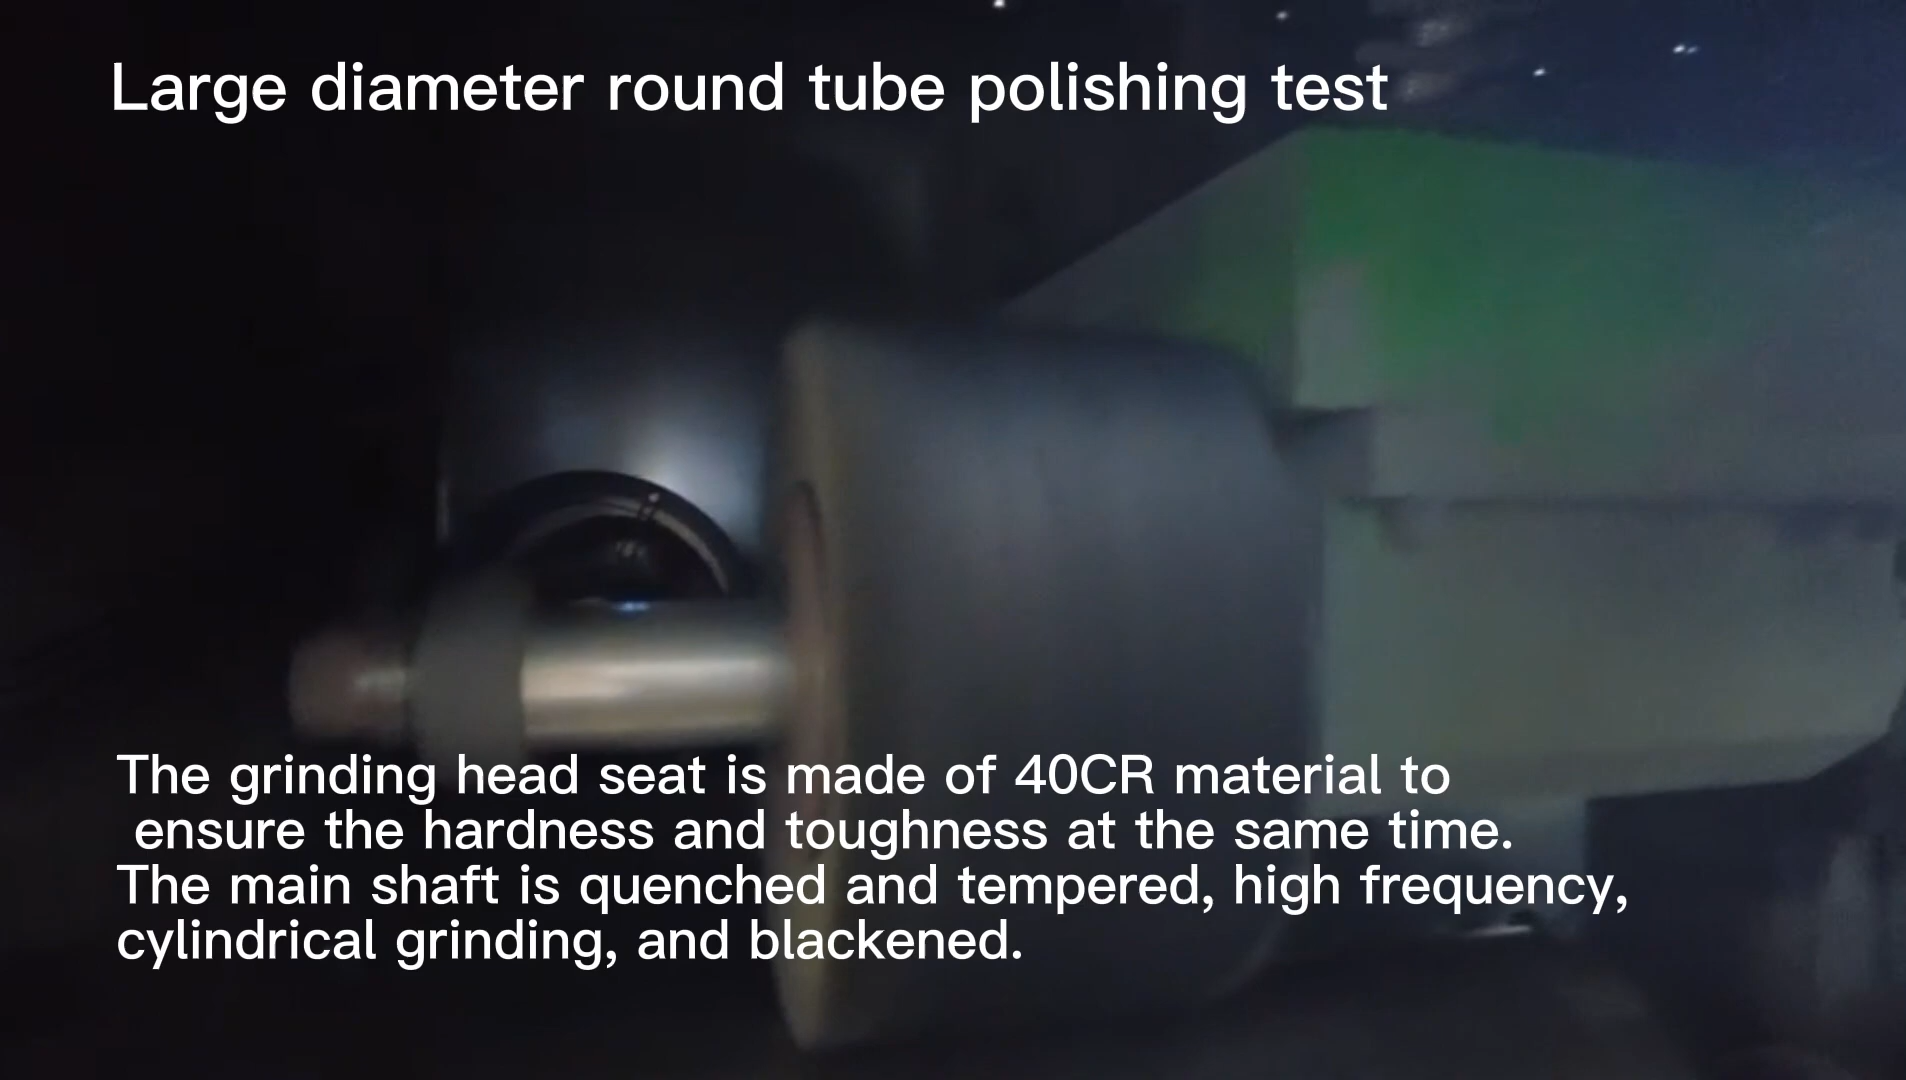 Large diameter round tube polishing test
The grinding head seat is made of 40CR material to
ensure the hardness and toughness at the same time.
The main shaft is quenched and tempered, high frequency,
cylindrical grinding, and blackened.